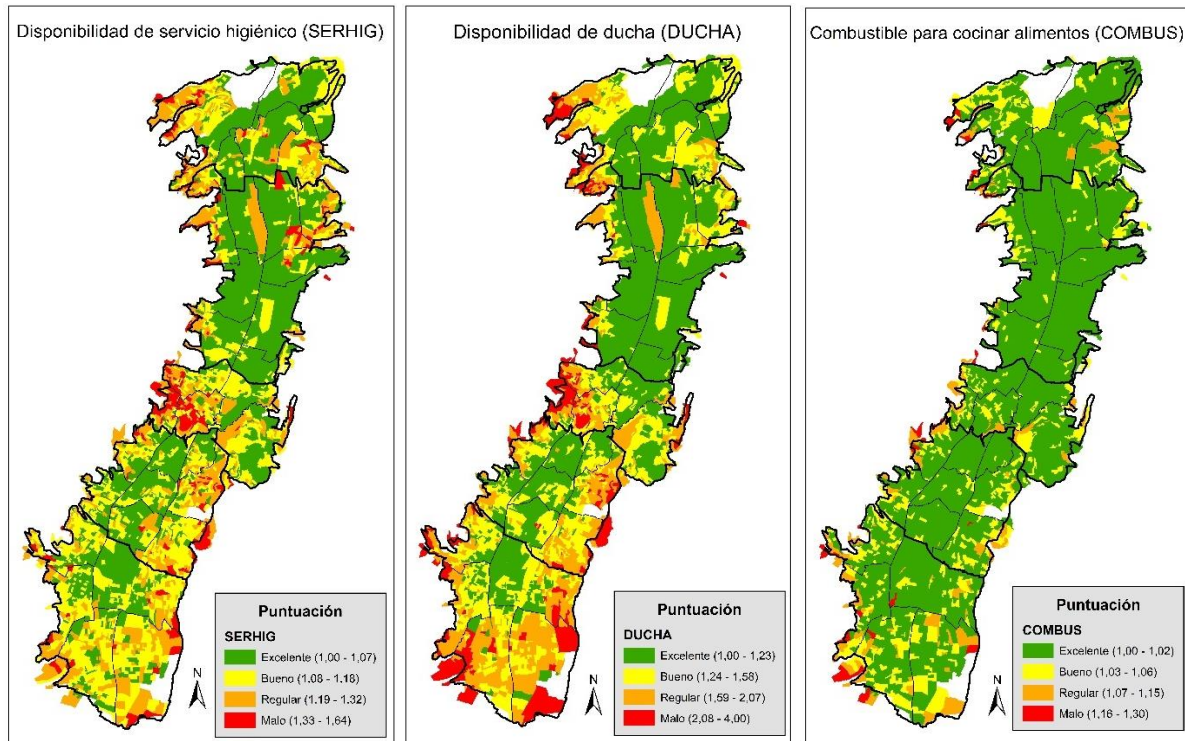 Disponibilidad de servicio higiénico (SERHIG)
Puntuación
SERHIG
Excelente (1,00 - 1,07)
Bueno (1,08 - 1,18)
Regular (1,19 - 1,32)
Malo (1,33 - 1,64)
N
Disponiblidad de ducha (DUCHA)
Puntuación
DUCHA
Excelente (1,00 - 1,23)
Bueno (1,24 - 1,58)
Regular (1,59 - 2,07)
Malo (2,08 - 4,00)
N
Combustible para cocinar alimentos (COMBUS)
Puntuación
COMBUS
Excelente (1,00 - 1,02)
Bueno (1,03 - 1,06)
Regular (1,07 - 1,15)
Malo (1,16 - 1,30)
N